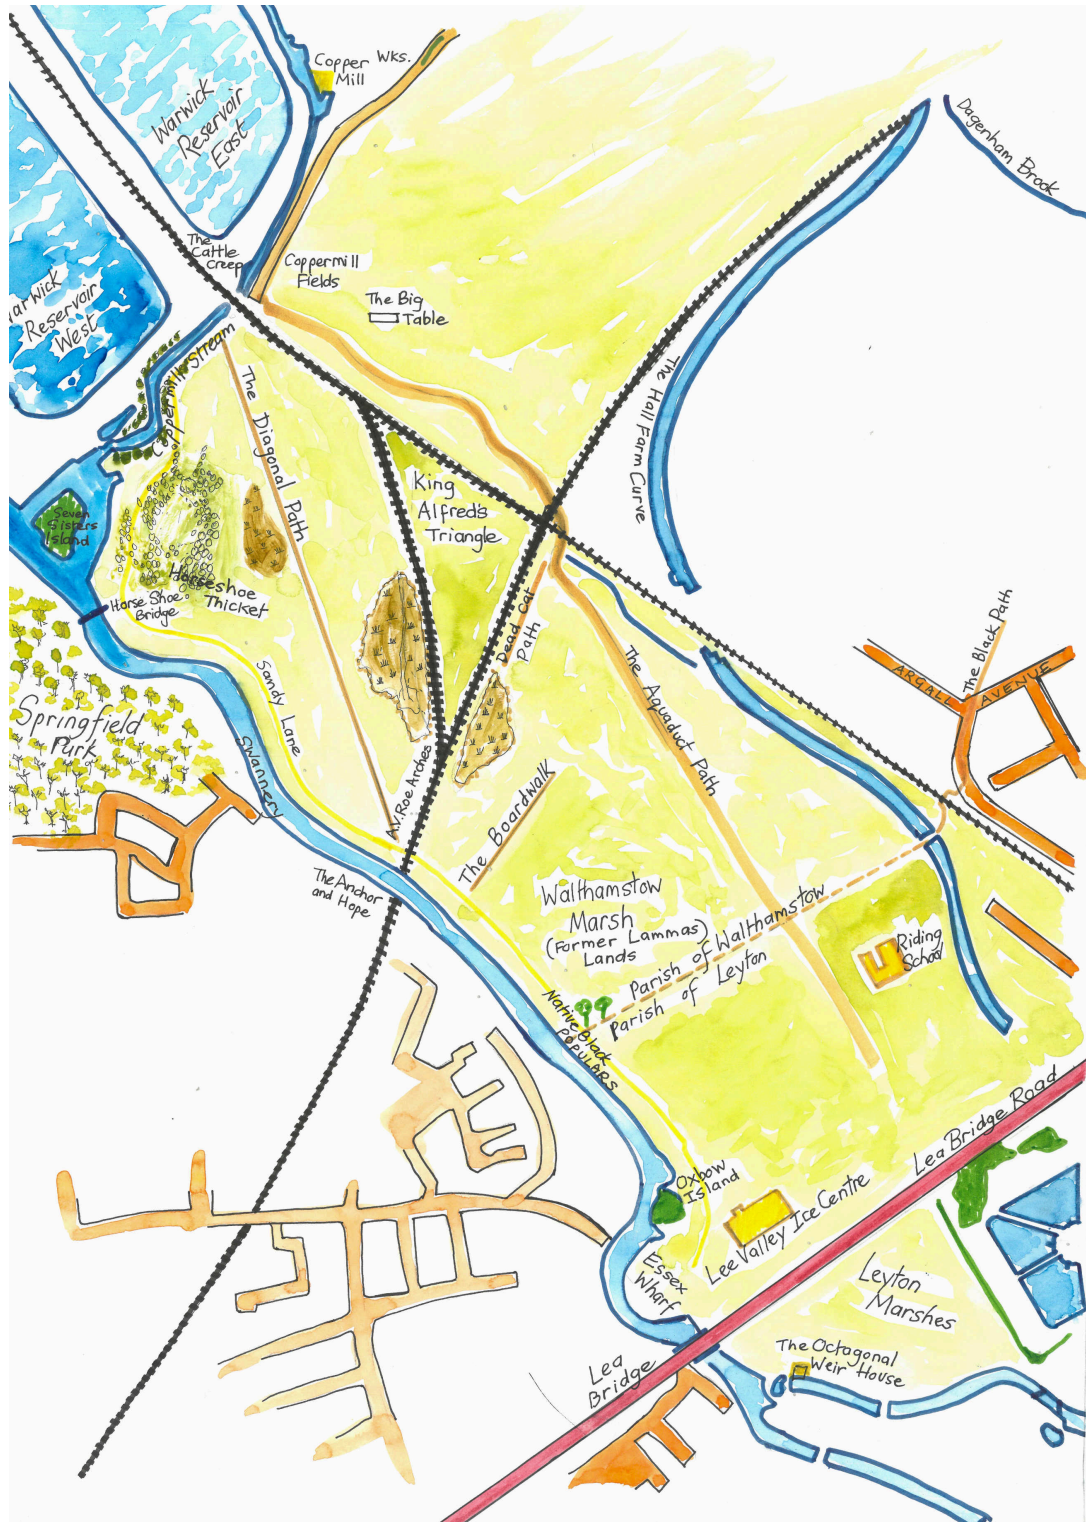 Copper Wks.
Mill
Warwick
Reservoir
East
Dagenham Brook
The
Cattle
Creep
Coppermill
Fields
The Big
Table
Warwick
Reservoir
West
Coppermill Stream
The Diagonal Path
The Hall Farm Curve
King
Alfred's
Triangle
Seven
Sisters
Island
Horseshoe
Thicket
Horse Shoe
Bridge
Dead Cat
Path
The Black Path
ARGALL AVENUE
Sandy Lane
The Aquaduct Path
Springfield
Park
Swannery
A.V. Roe Arches
The Boardwalk
The Anchor
and Hope
Walthamstow
Marsh
(Former Lammas)
Lands
Parish of Walthamstow
Parish of Leyton
Riding
School
Native Black
POPULARS
Lea Bridge Road
Oxbow
Island
Lee Valley Ice Centre
Essex
Wharf
Leyton
Marshes
The Octagonal
Weir House
Lea
Bridge